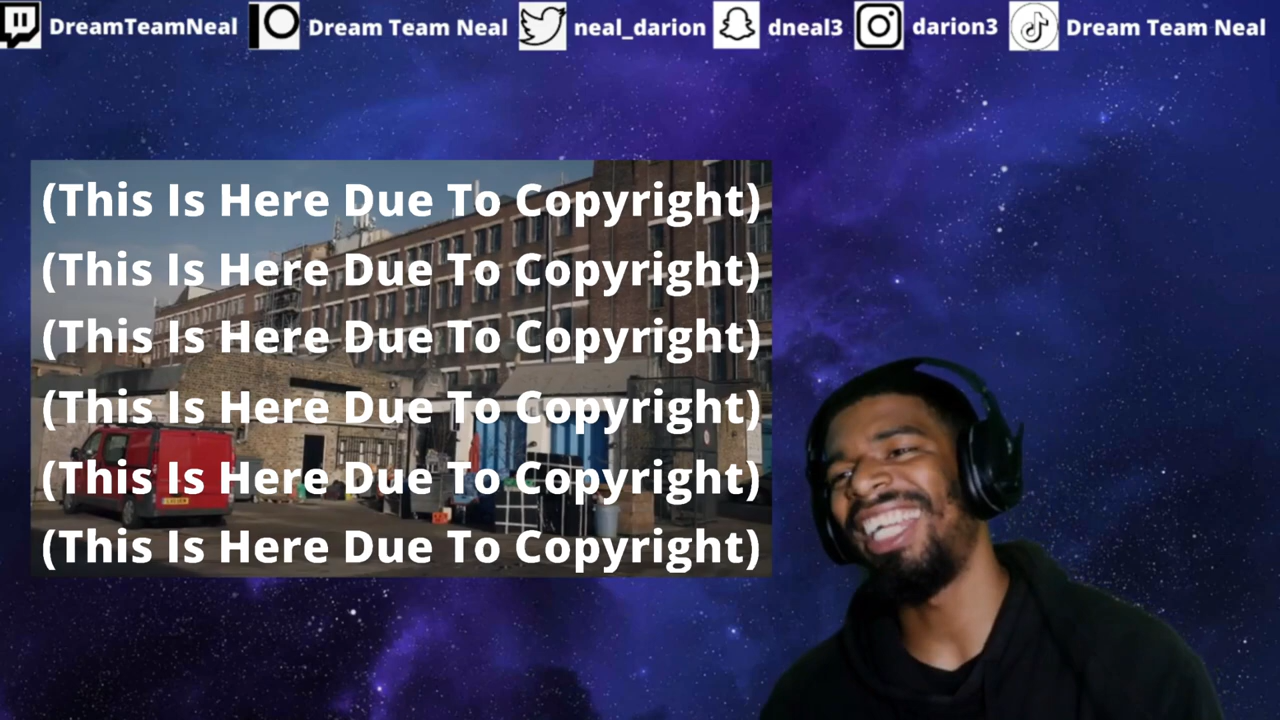 DreamTeamNeal Dream Team Neal neal_darion dneal3 darion3 Dream Team Neal
(This Is Here Due To Copyright)
(This Is Here Due To Copyright)
(This Is Here Due To Copyright)
(This Is Here Due To Copyright)
(This Is Here Due To Copyright)
(This Is Here Due To Copyright)